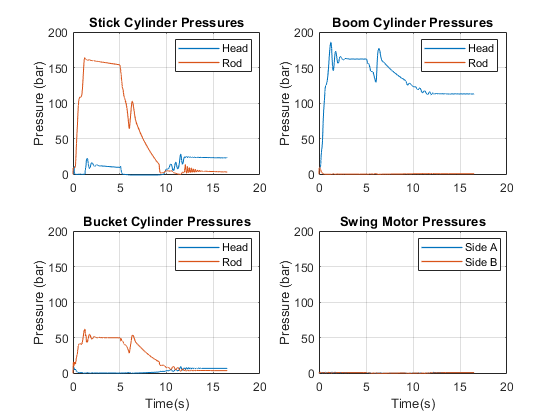 Stick Cylinder Pressures
200
150
100
50
0
0
5
10
15
20
Pressure (bar)
Head
Rod
Boom Cylinder Pressures
200
150
100
50
0
0
5
10
15
20
Pressure (bar)
Head
Rod
Bucket Cylinder Pressures
200
150
100
50
0
0
5
10
15
20
Pressure (bar)
Time(s)
Head
Rod
Swing Motor Pressures
200
150
100
50
0
0
5
10
15
20
Pressure (bar)
Time(s)
Side A
Side B